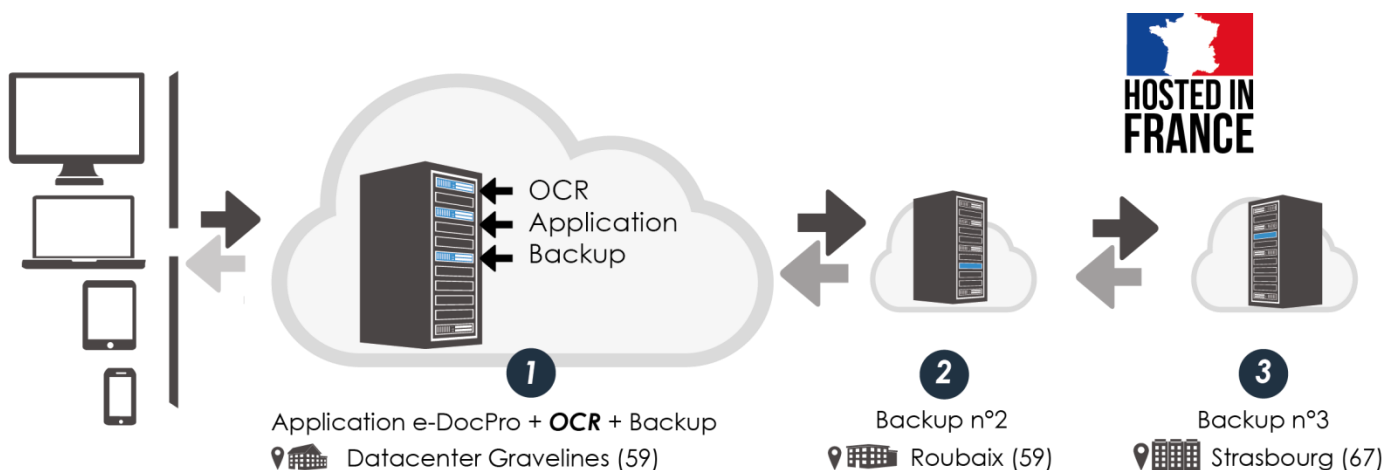 HOSTED IN
FRANCE
OCR
Application
Backup
1
Application e-DocPro + OCR + Backup
Datacenter Gravelines (59)
2
Backup n°2
Roubaix (59)
3
Backup n°3
Strasbourg (67)